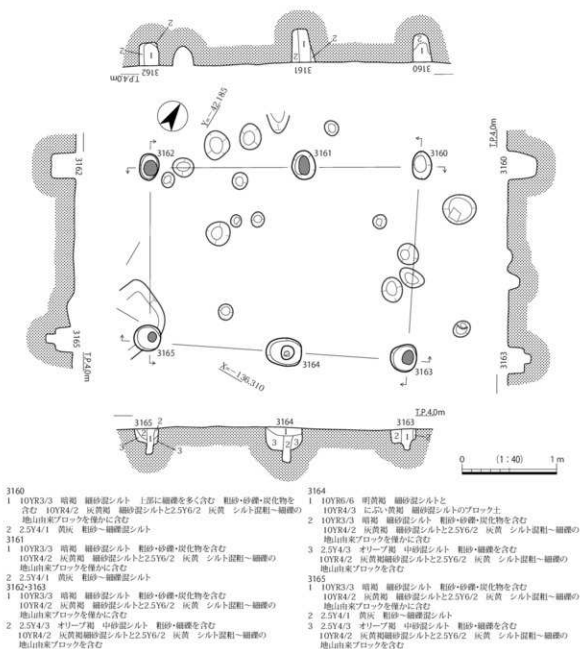 2
2
2
1
1
1
3162
3161
3160
T.P.4.0m
T.P.4.0m
Y=-42.185
3162
3161
3160
3162
3165
T.P.4.0m
3160
3163
3165
3164
3163
X=-136.310
T.P.4.0m
3165
3164
3163
0 (1:40) 1 m
3160
1 10YR3/3 暗褐 細砂混シルト 上部に細礫を多く含む 粗砂・砂礫・炭化物を
含む 10YR4/2 灰黄褐 細砂混シルトと2.5Y6/2 灰黄 シルト混粗～細礫の
地山由来ブロックを僅かに含む
2 2.5Y4/1 黄灰 粗砂～細礫混シルト
3161
1 10YR3/3 暗褐 細砂混シルト 粗砂・砂礫・炭化物を含む
10YR4/2 灰黄褐 細砂混シルトと2.5Y6/2 灰黄 シルト混粗～細礫の
地山由来ブロックを僅かに含む
2 2.5Y4/1 黄灰 粗砂～細礫混シルト
3162・3163
1 10YR3/3 暗褐 細砂混シルト 粗砂・砂礫・炭化物を含む
10YR4/2 灰黄褐 細砂混シルトと2.5Y6/2 灰黄 シルト混粗～細礫の
地山由来ブロックを僅かに含む
2 2.5Y4/3 オリーブ褐 中砂混シルト 粗砂・細礫を含む
10YR4/2 灰黄褐細砂混シルトと2.5Y6/2 灰黄 シルト混粗～細礫の
地山由来ブロックを含む
3164
1 10YR6/6 明黄褐 細砂混シルトと
10YR4/3 にぶい黄褐 細砂混シルトのブロック土
2 10YR3/3 暗褐 細砂混シルト 粗砂・砂礫・炭化物を含む
10YR4/2 灰黄褐 細砂混シルトと2.5Y6/2 灰黄 シルト混粗～細礫の
地山由来ブロックを僅かに含む
3 2.5Y4/3 オリーブ褐 中砂混シルト 粗砂・細礫を含む
10YR4/2 灰黄褐細砂混シルトと2.5Y6/2 灰黄 シルト混粗～細礫の
地山由来ブロックを含む
3165
1 10YR3/3 暗褐 細砂混シルト 粗砂・砂礫・炭化物を含む
10YR4/2 灰黄褐 細砂混シルトと2.5Y6/2 灰黄 シルト混粗～細礫の
地山由来ブロックを僅かに含む
2 2.5Y4/1 黄灰 粗砂～細礫混シルト
3 2.5Y4/3 オリーブ褐 中砂混シルト 粗砂・細礫を含む
10YR4/2 灰黄褐細砂混シルトと2.5Y6/2 灰黄 シルト混粗～細礫の
地山由来ブロックを含む